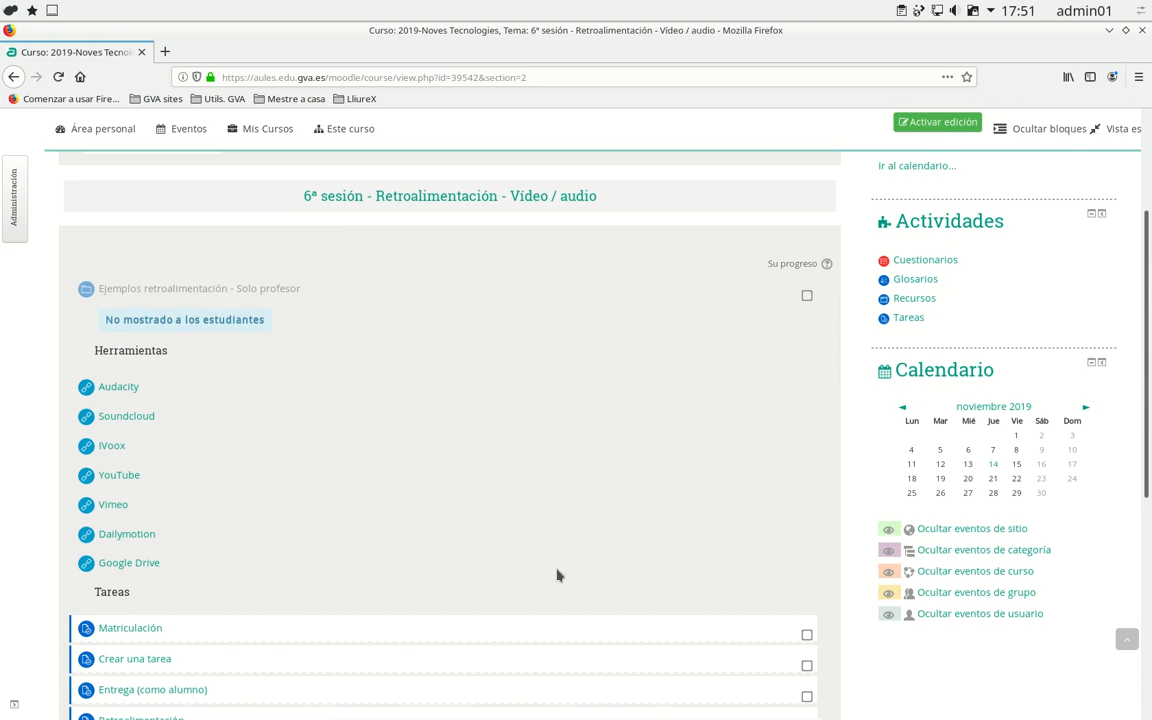 17:51 admin01
Curso: 2019-Noves Tecnologies, Tema: 6ª sesión - Retroalimentación - Vídeo / audio - Mozilla Firefox
Curso: 2019-Noves Tecnol
https://aules.edu.gva.es/moodle/course/view.php?id=39542&section=2
Comenzar a usar Fire... GVA sites Utils. GVA Mestre a casa LliureX
Área personal Eventos Mis Cursos Este curso Activar edición Ocultar bloques Vista es
Administración
Ir al calendario...
6ª sesión - Retroalimentación - Vídeo / audio
Su progreso
Ejemplos retroalimentación - Solo profesor
No mostrado a los estudiantes
Herramientas
Audacity
Soundcloud
IVoox
YouTube
Vimeo
Dailymotion
Google Drive
Tareas
Matriculación
Crear una tarea
Entrega (como alumno)
Retroalimentación
Actividades
Cuestionarios
Glosarios
Recursos
Tareas
Calendario
◄ noviembre 2019 ►
Lun Mar Mié Jue Vie Sáb Dom
1 2 3
4 5 6 7 8 9 10
11 12 13 14 15 16 17
18 19 20 21 22 23 24
25 26 27 28 29 30
Ocultar eventos de sitio
Ocultar eventos de categoría
Ocultar eventos de curso
Ocultar eventos de grupo
Ocultar eventos de usuario